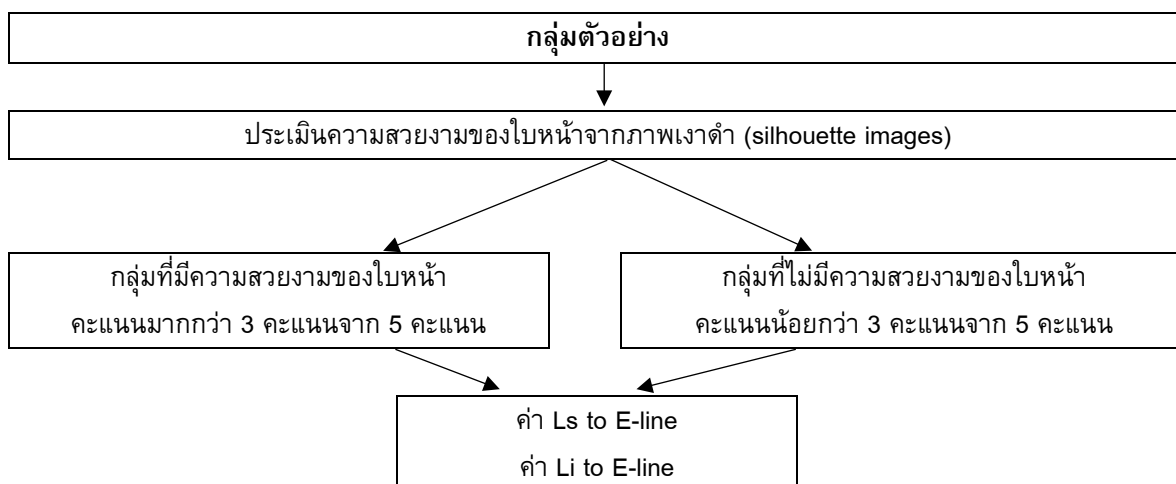 กลุ่มตัวอย่าง
ประเมินความสวยงามของใบหน้าจากภาพเงาดำ (silhouette images)
กลุ่มที่มีความสวยงามของใบหน้า
คะแนนมากกว่า 3 คะแนนจาก 5 คะแนน
กลุ่มที่ไม่มีความสวยงามของใบหน้า
คะแนนน้อยกว่า 3 คะแนนจาก 5 คะแนน
ค่า Ls to E-line
ค่า Li to E-line